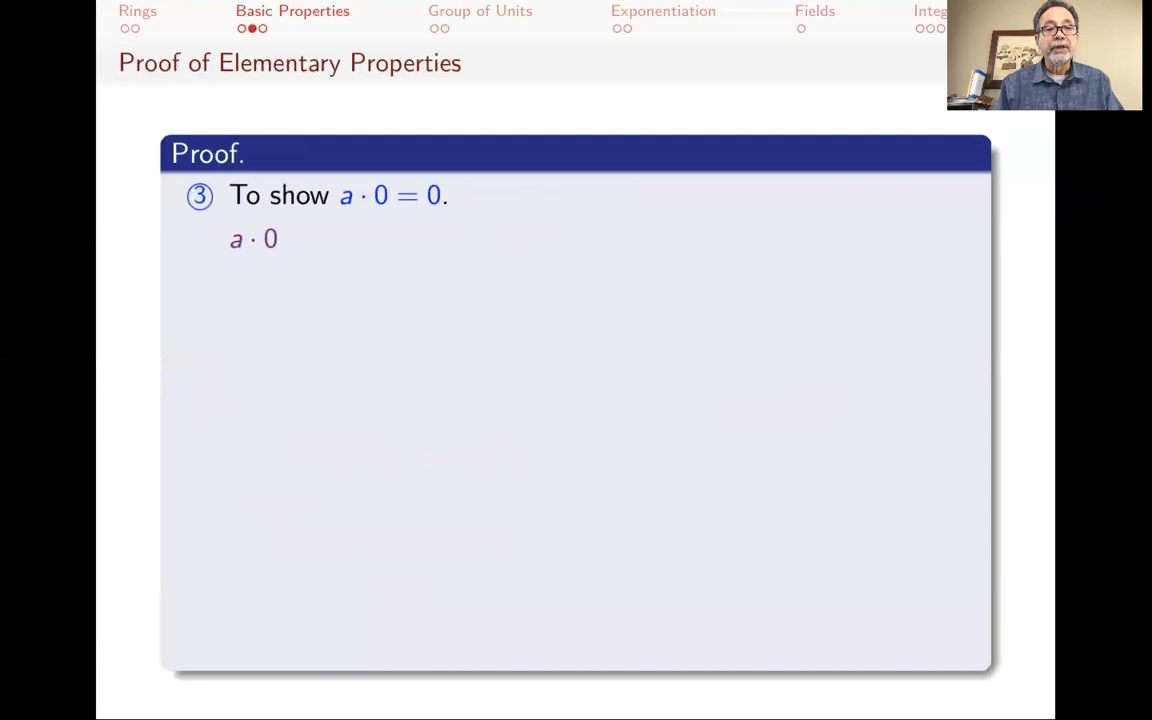 Rings Basic Properties Group of Units Exponentiation Fields Integ
Proof of Elementary Properties
Proof.
3 To show a · 0 = 0.
a · 0